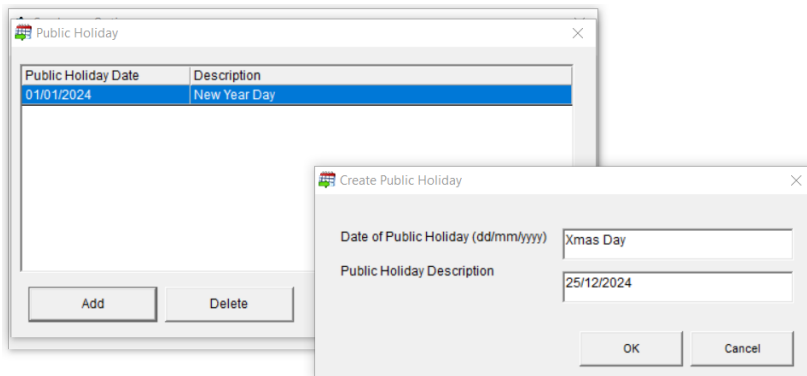 Public Holiday
Public Holiday Date Description
01/01/2024 New Year Day
Add Delete
Create Public Holiday
Date of Public Holiday (dd/mm/yyyy) Xmas Day
Public Holiday Description 25/12/2024
OK Cancel